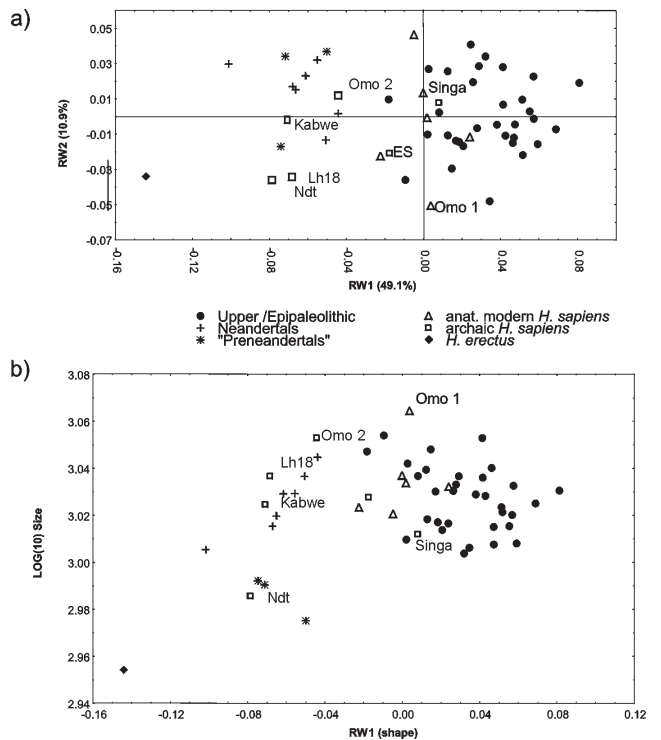 a)
0.05
0.03
0.01
-0.01
-0.03
-0.05
-0.07
RW2 (10.9%)
Omo 2
Singa
Kabwe
ES
Lh18
Ndt
Omo 1
-0.16
-0.12
-0.08
-0.04
0.00
0.04
0.08
RW1 (49.1%)
Upper /Epipaleolithic
Neandertals
"Preneandertals"
anat. modern H. sapiens
archaic H. sapiens
H. erectus
b)
3.08
3.06
3.04
3.02
3.00
2.98
2.96
2.94
LOG(10) Size
Omo 1
Omo 2
Lh18
Kabwe
Singa
Ndt
-0.16
-0.12
-0.08
-0.04
0.00
0.04
0.08
0.12
RW1 (shape)